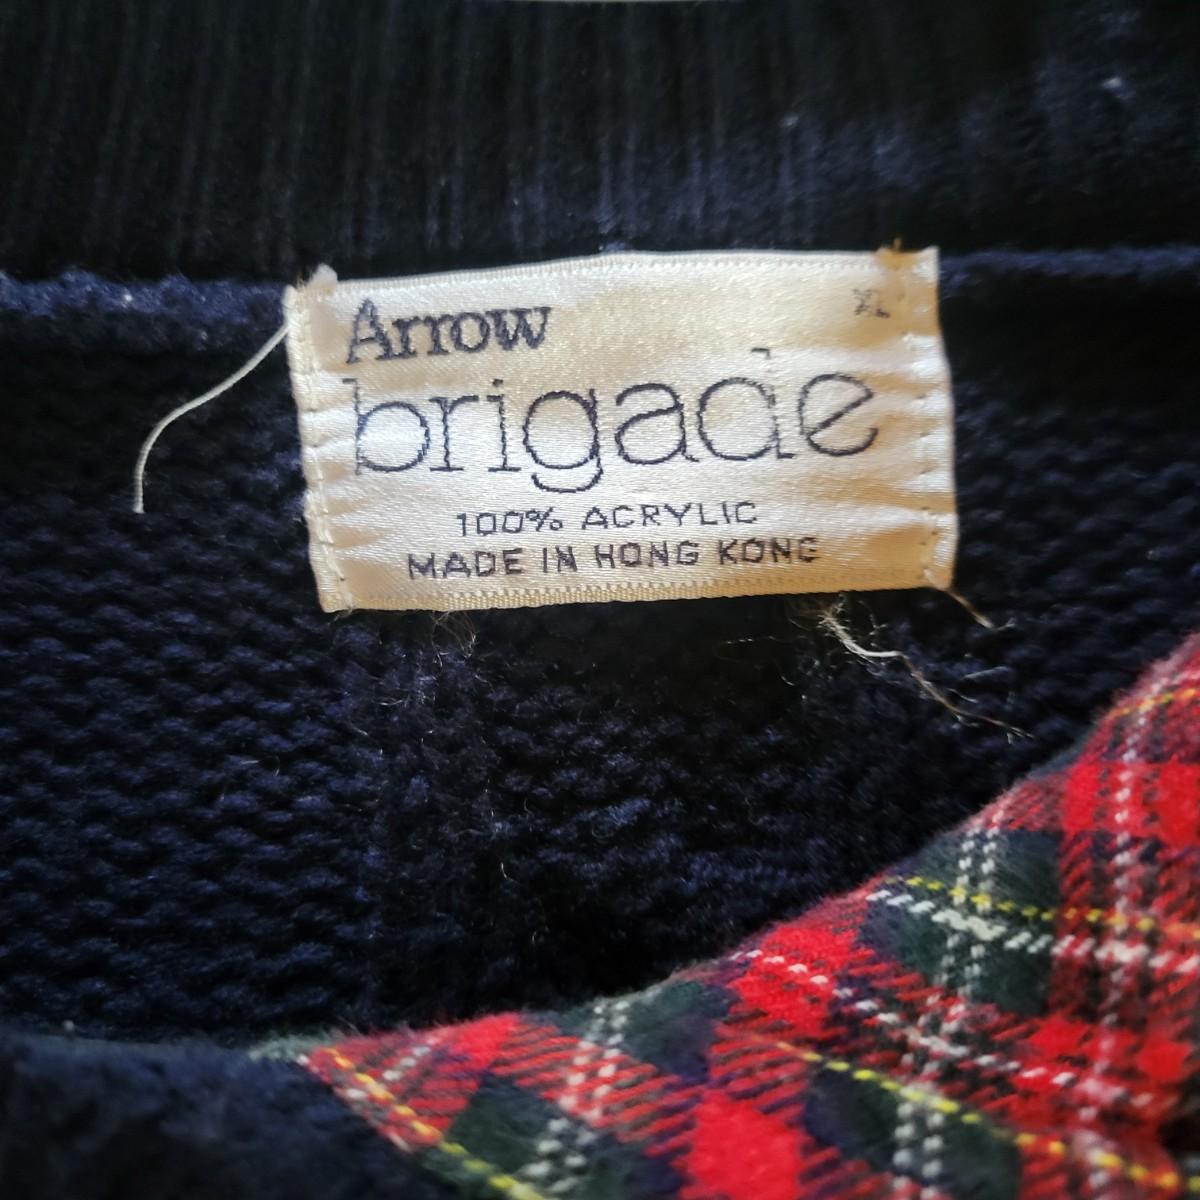 Arrow XL
brigade
100% ACRYLIC
MADE IN HONG KONG